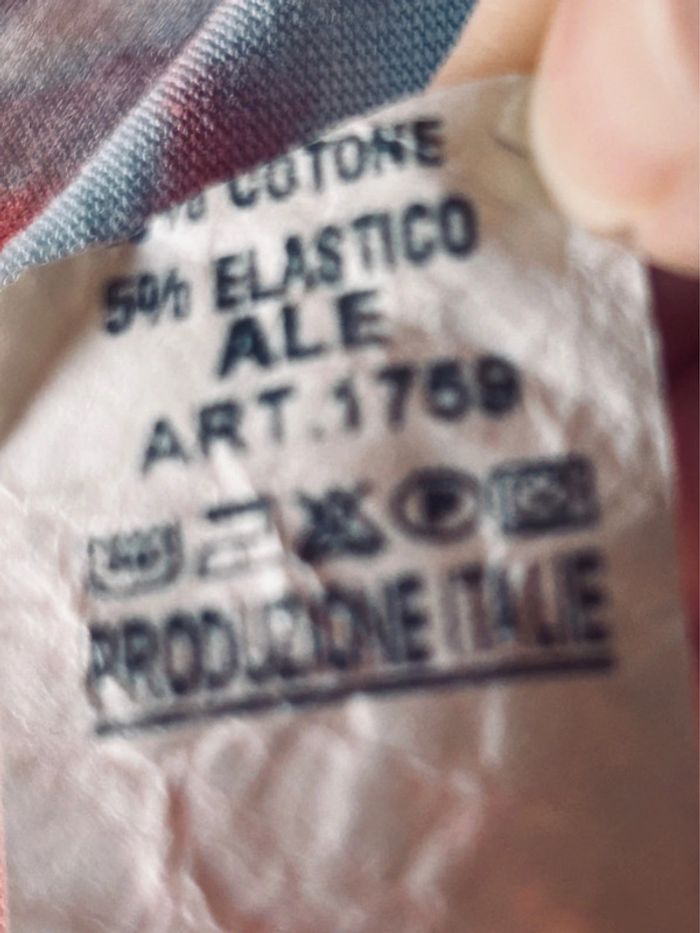 % COTONE
5% ELASTICO
ALE
ART.1759
PRODUZIONE ITALIE